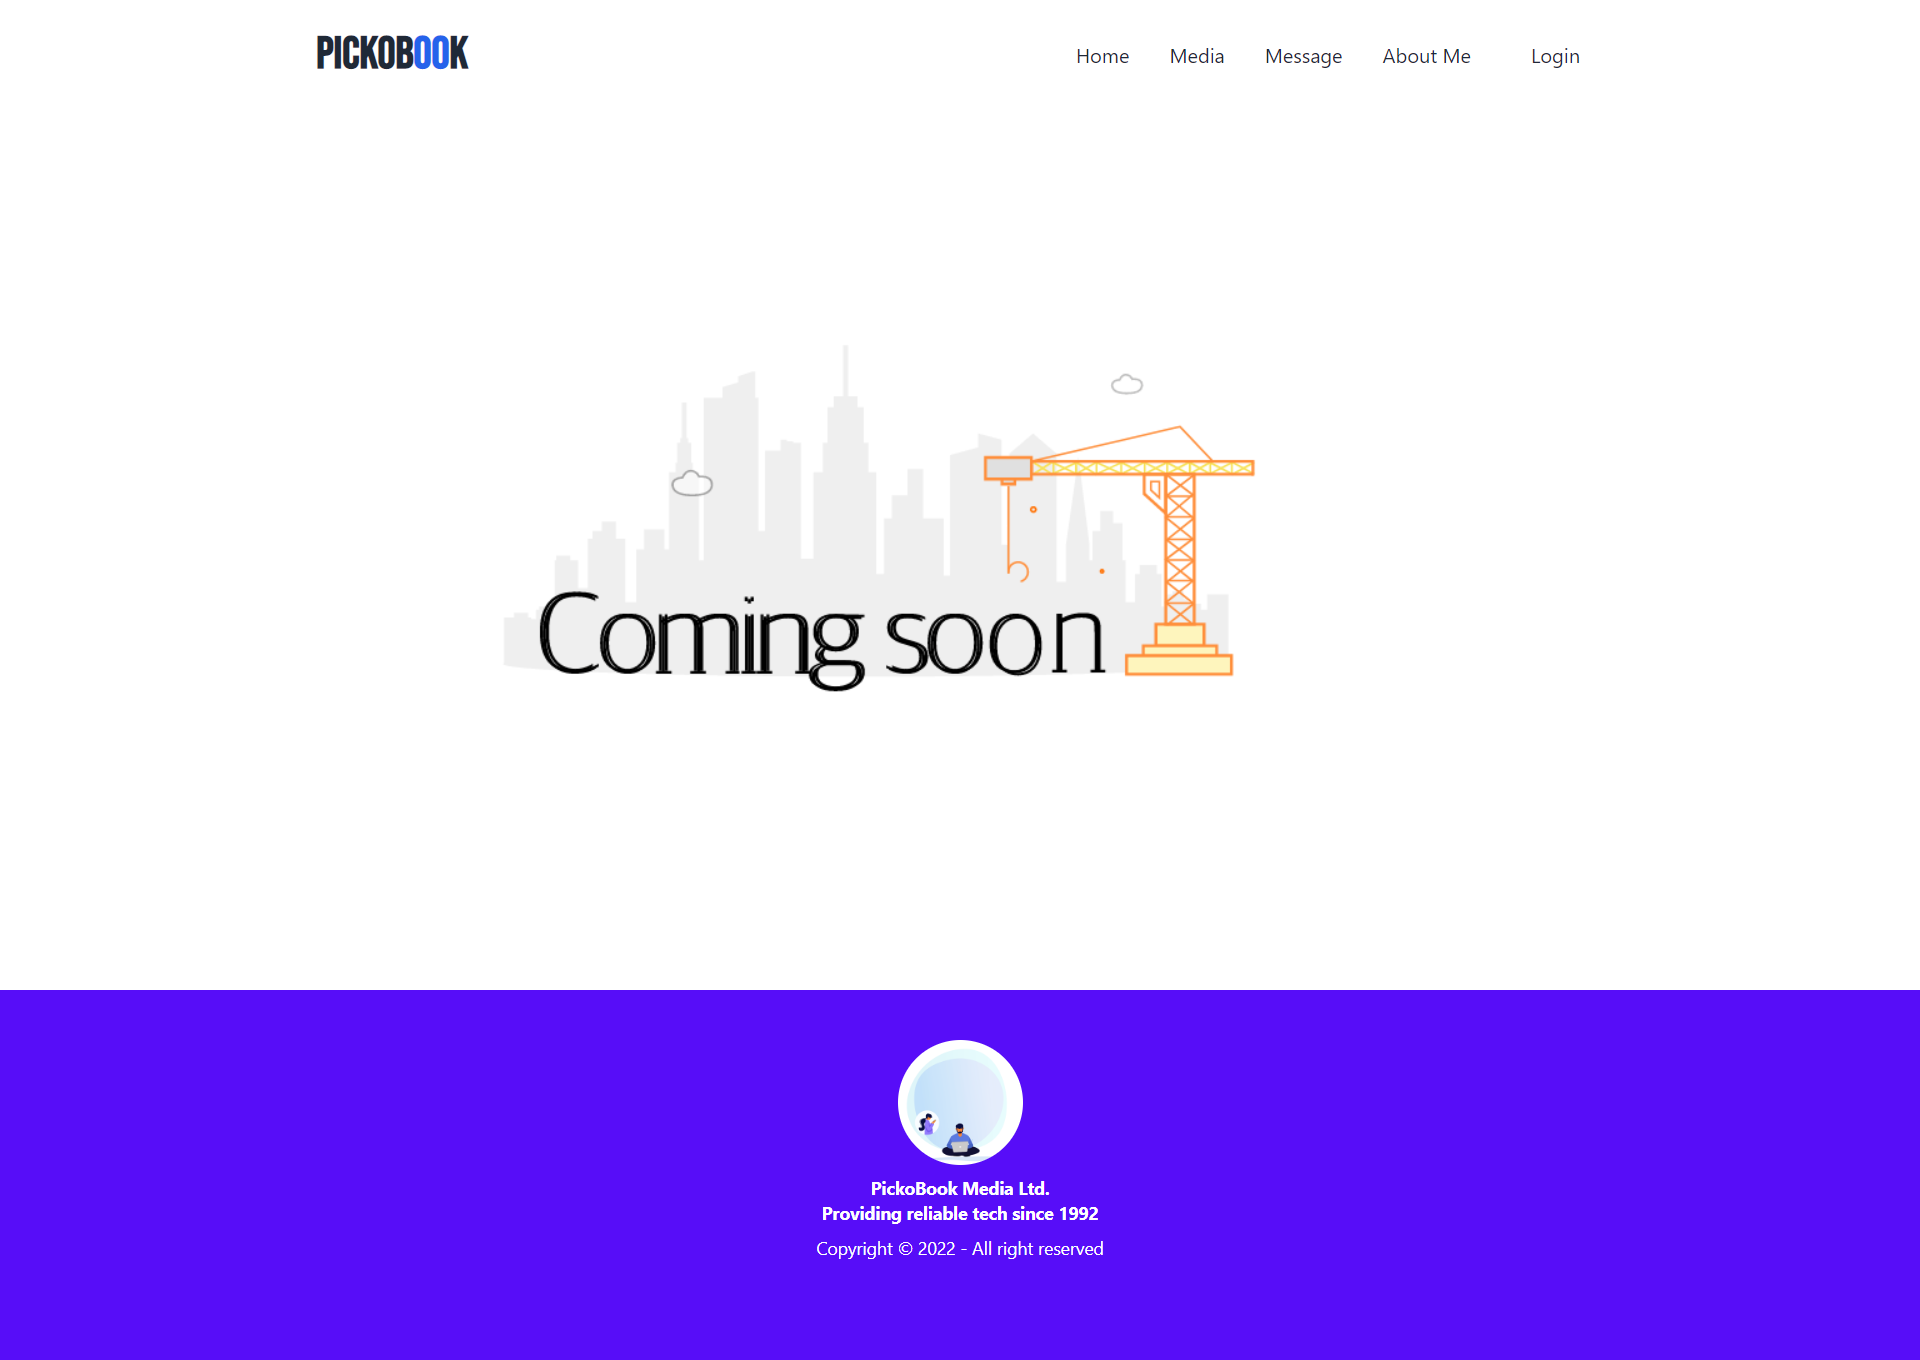 PICKOBOOK
Home Media Message About Me Login
Coming soon
PickoBook Media Ltd.
Providing reliable tech since 1992
Copyright © 2022 - All right reserved